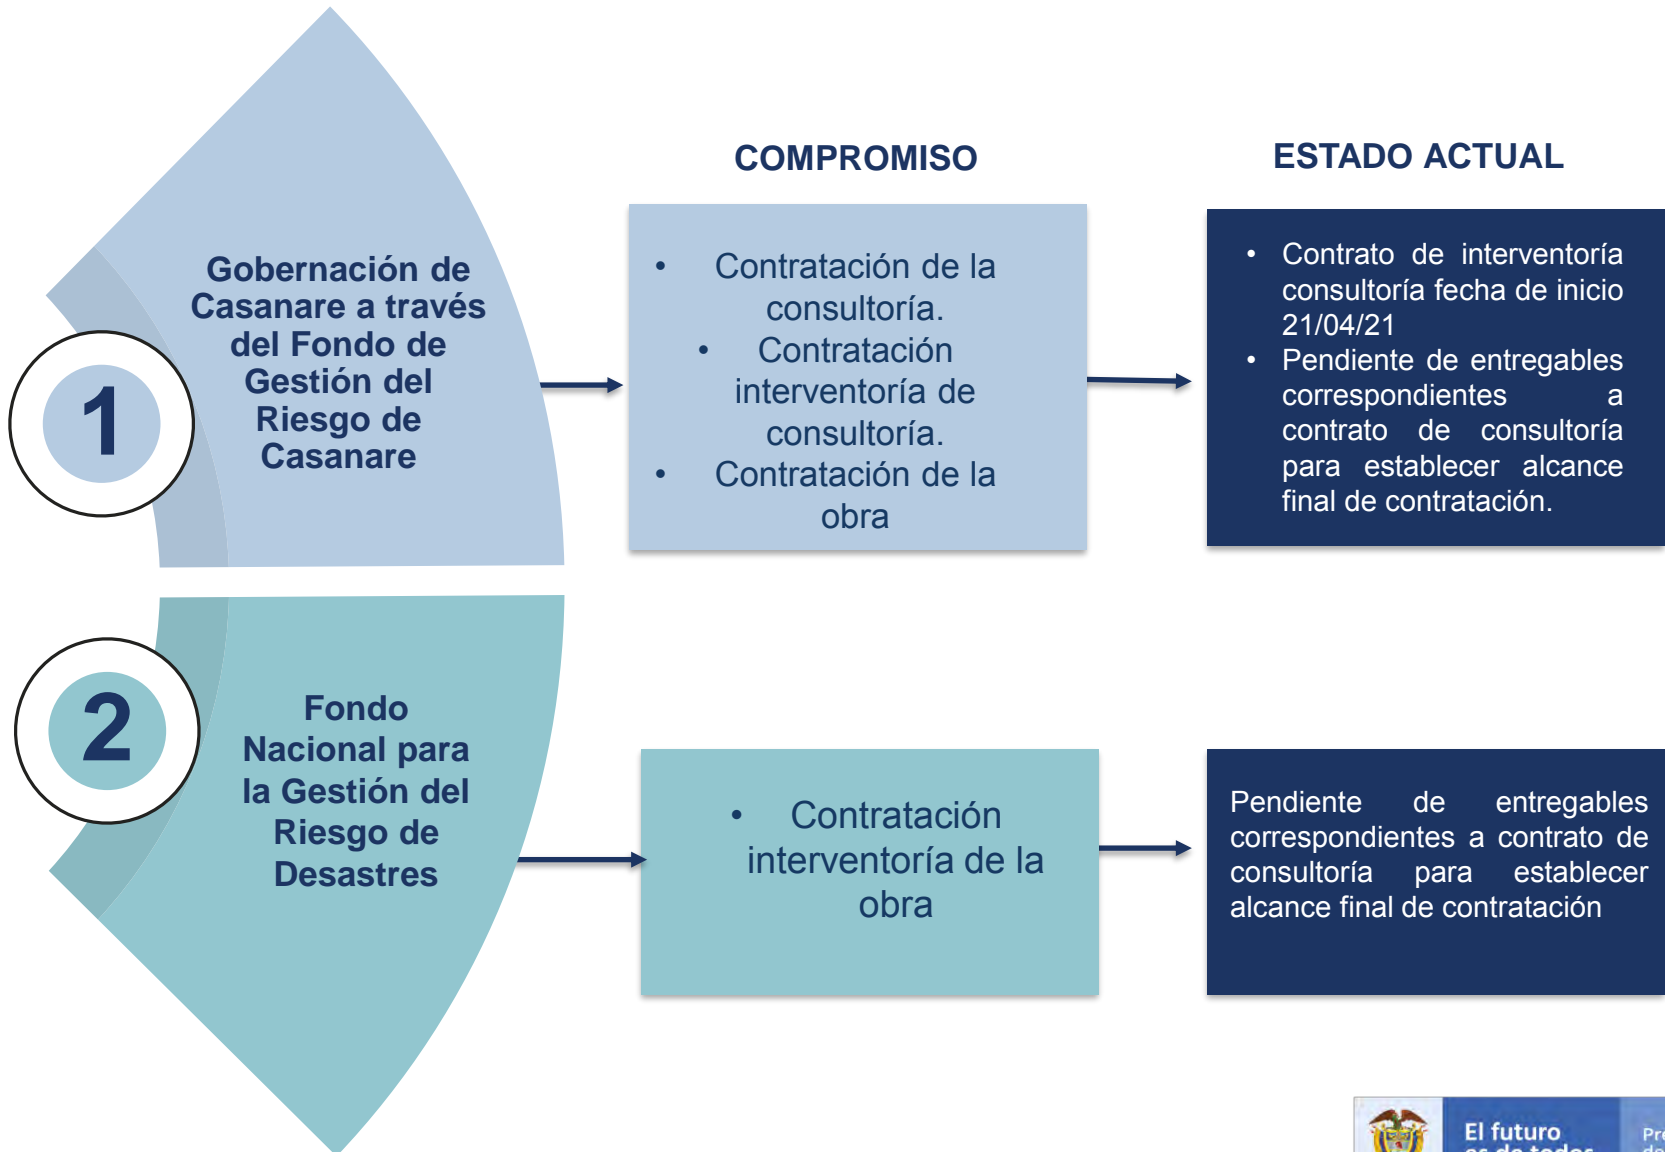 COMPROMISO
ESTADO ACTUAL
1
Gobernación de
Casanare a través
del Fondo de
Gestión del
Riesgo de
Casanare
• Contratación de la
consultoría.
• Contratación
interventoría de
consultoría.
• Contratación de la
obra
• Contrato de interventoría
consultoría fecha de inicio
21/04/21
• Pendiente de entregables
correspondientes a
contrato de consultoría
para establecer alcance
final de contratación.
2
Fondo
Nacional para
la Gestión del
Riesgo de
Desastres
• Contratación
interventoría de la
obra
Pendiente de entregables
correspondientes a contrato de
consultoría para establecer
alcance final de contratación
El futuro
es de todos